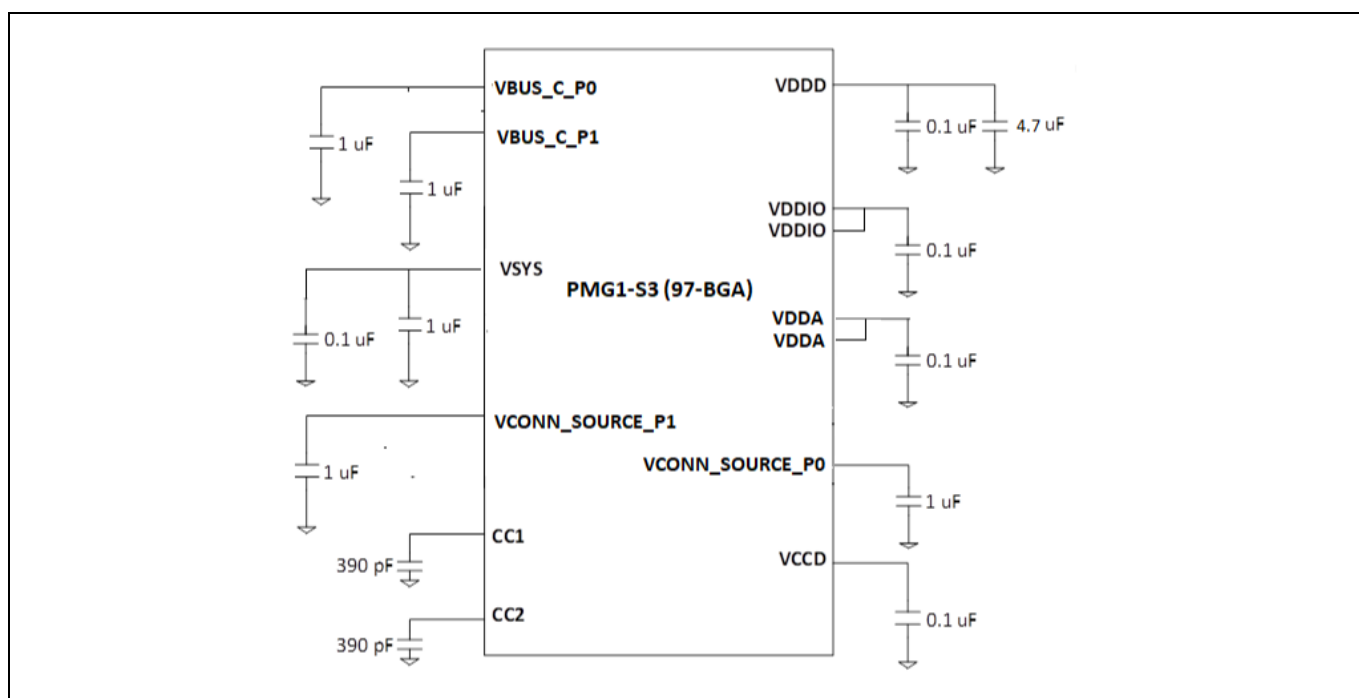 VBUS_C_P0
1 uF
VBUS_C_P1
1 uF
VSYS
0.1 uF
1 uF
VCONN_SOURCE_P1
1 uF
CC1
390 pF
CC2
390 pF
PMG1-S3 (97-BGA)
VDDD
0.1 uF
4.7 uF
VDDIO
VDDIO
0.1 uF
VDDA
VDDA
0.1 uF
VCONN_SOURCE_P0
1 uF
VCCD
0.1 uF